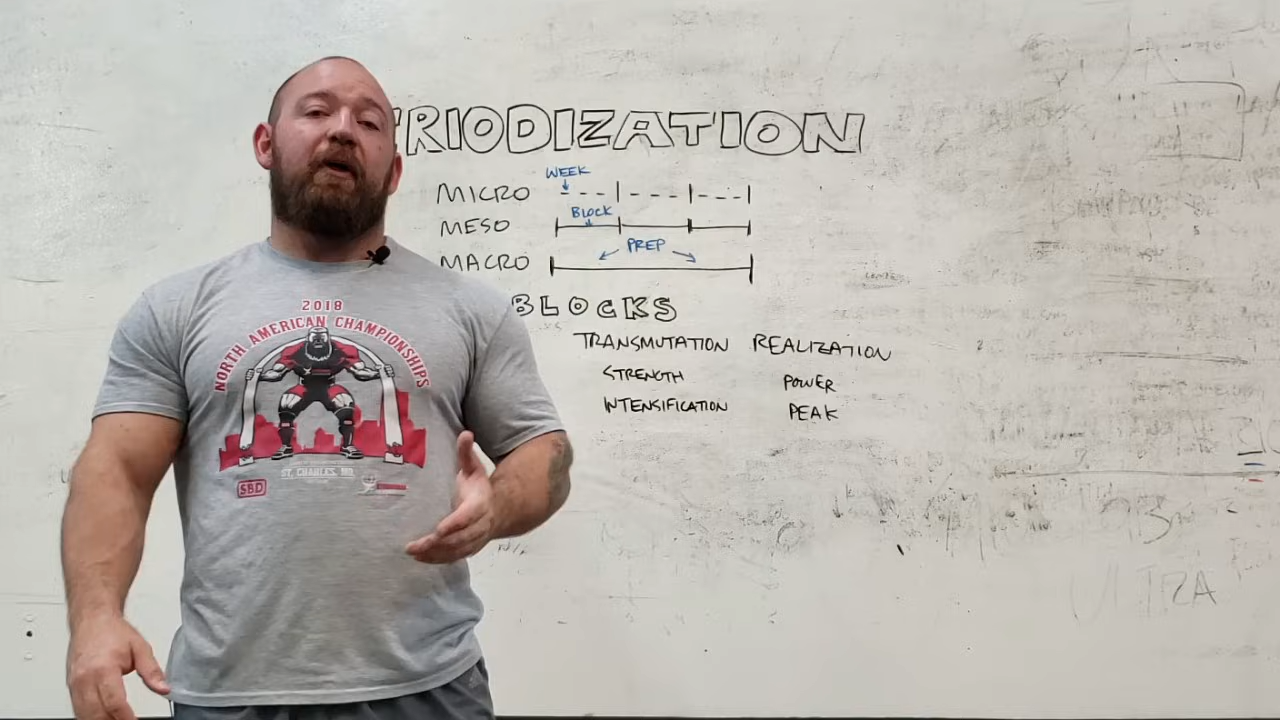 RIODIZATION
WEEK
MICRO
BLOCK
MESO
PREP
MACRO
BLOCKS
TRANSMUTATION REALIZATION
STRENGTH POWER
INTENSIFICATION PEAK
2018
NORTH AMERICAN CHAMPIONSHIPS
ST. CHARLES, MO
SBD
ULTRA